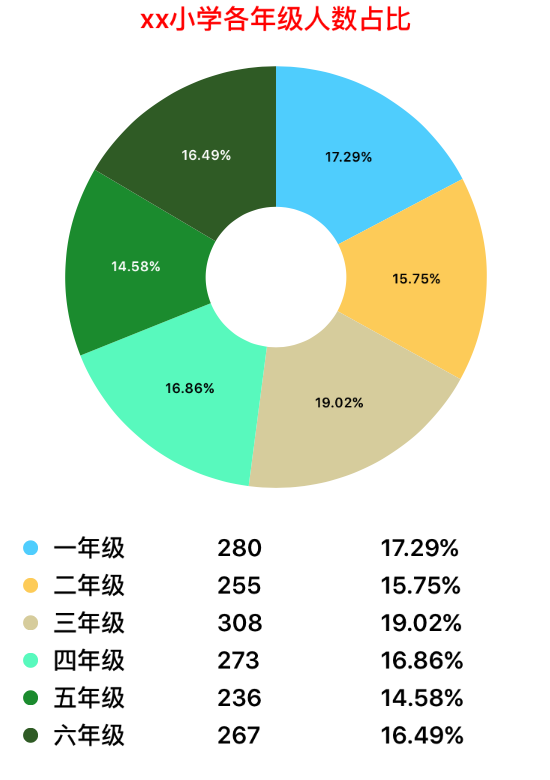 xx小学各年级人数占比
16.49%
17.29%
14.58%
15.75%
16.86%
19.02%
一年级 280 17.29%
二年级 255 15.75%
三年级 308 19.02%
四年级 273 16.86%
五年级 236 14.58%
六年级 267 16.49%